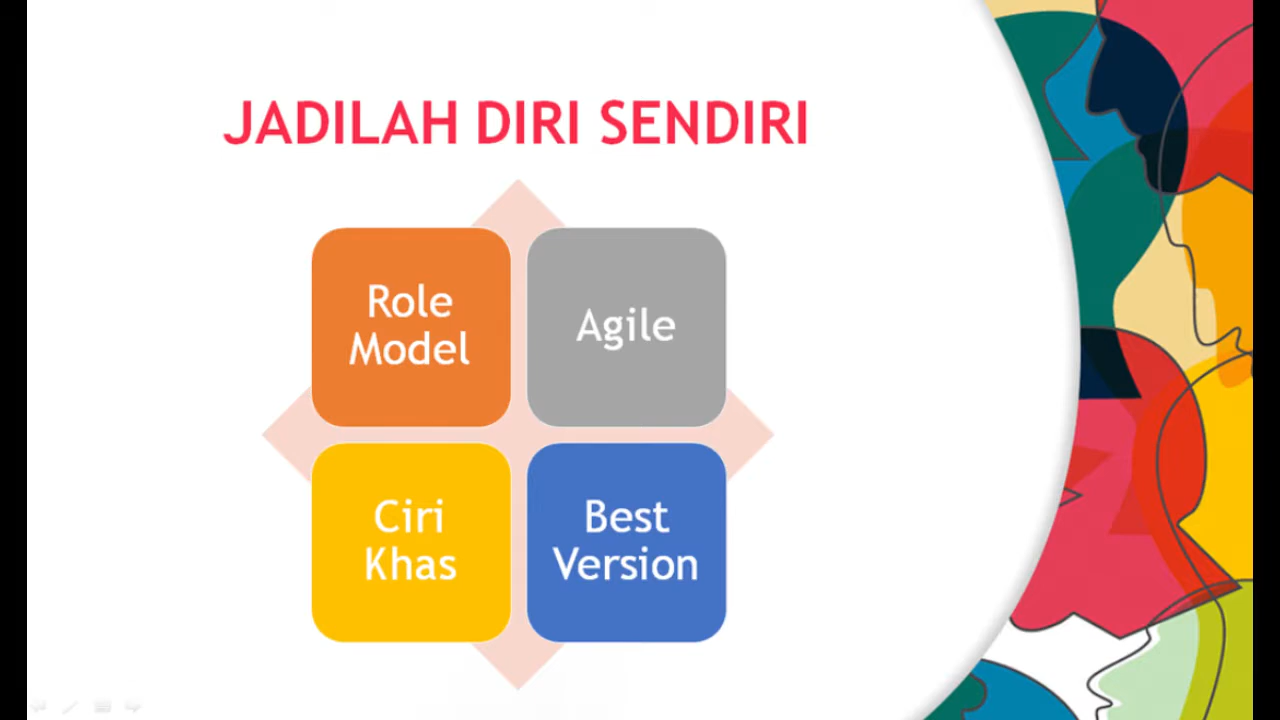 JADILAH DIRI SENDIRI
Role
Model
Agile
Ciri
Khas
Best
Version